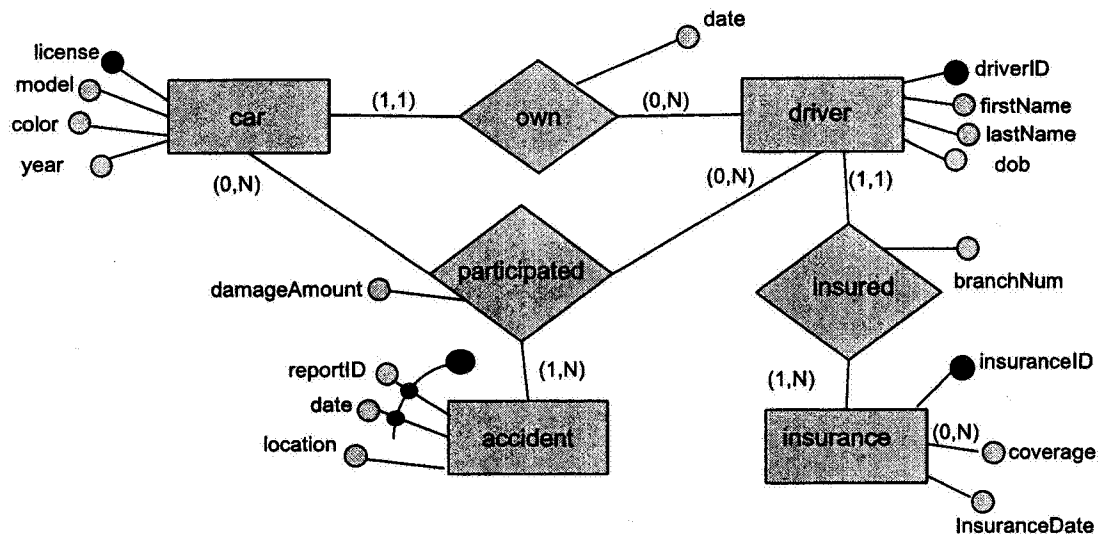 date
license
model
color
year
car
(1,1)
own
(0,N)
driver
driverID
firstName
lastName
dob
(0,N)
(0,N)
(1,1)
participated
damageAmount
insured
branchNum
reportID
date
location
(1,N)
accident
(1,N)
insuranceID
insurance
(0,N)
coverage
InsuranceDate